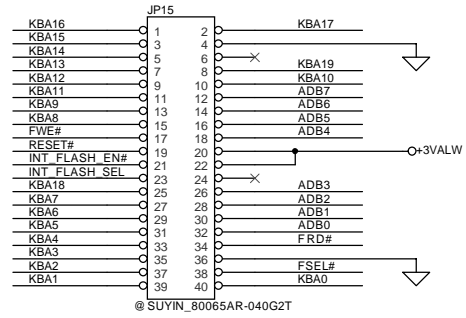 JP15
KBA16 1 2 KBA17
KBA15 3 4
KBA14 5 6
KBA13 7 8 KBA19
KBA12 9 10 KBA10
KBA11 11 12 ADB7
KBA9 13 14 ADB6
KBA8 15 16 ADB5
FWE# 17 18 ADB4
RESET# 19 20 +3VALW
INT_FLASH_EN# 21 22
INT_FLASH_SEL 23 24
KBA18 25 26 ADB3
KBA7 27 28 ADB2
KBA6 29 30 ADB1
KBA5 31 32 ADB0
KBA4 33 34 FRD#
KBA3 35 36
KBA2 37 38 FSEL#
KBA1 39 40 KBA0
@SUYIN_80065AR-040G2T